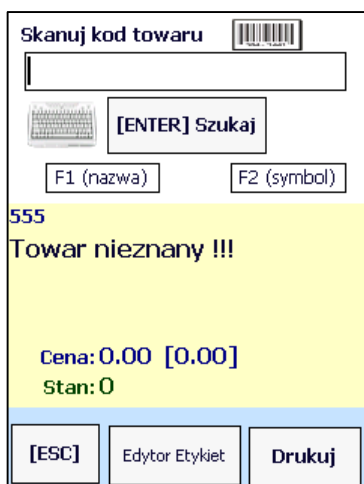 Skanuj kod towaru
[ENTER] Szukaj
F1 (nazwa) F2 (symbol)
555
Towar nieznany !!!
Cena: 0.00 [0.00]
Stan: 0
[ESC] Edytor Etykiet Drukuj